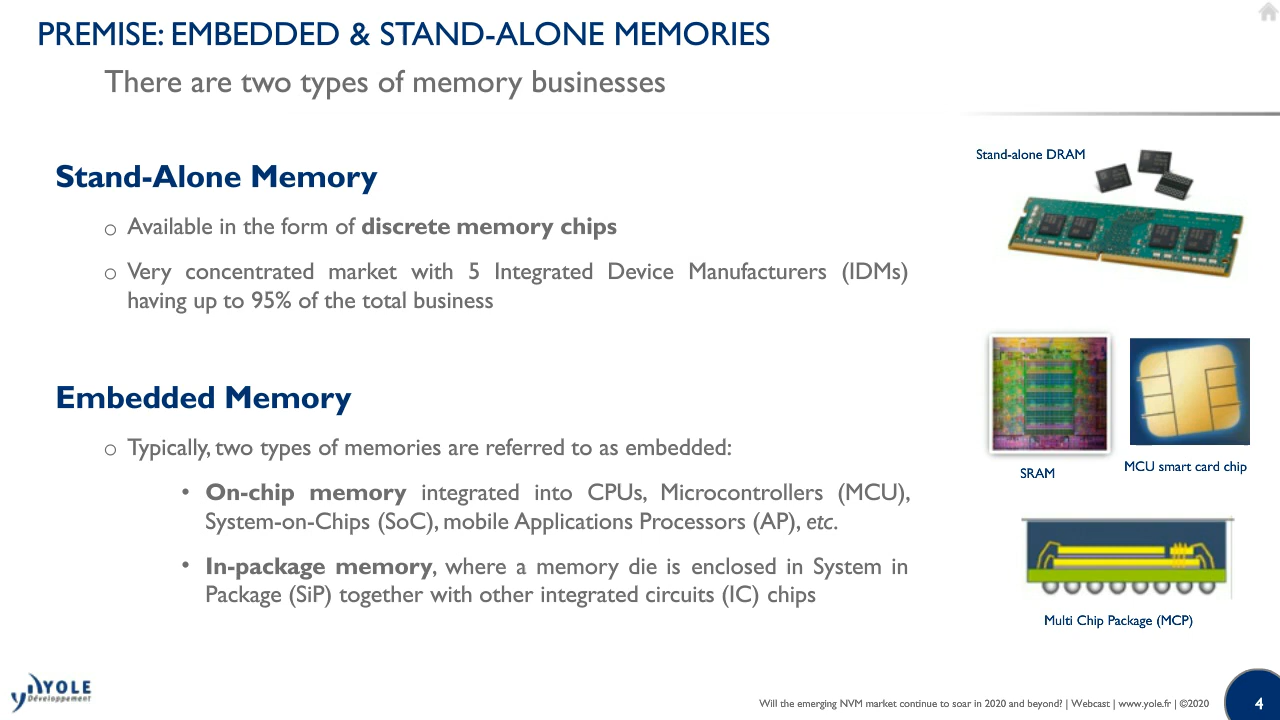 PREMISE: EMBEDDED & STAND-ALONE MEMORIES
There are two types of memory businesses
Stand-Alone Memory
o Available in the form of discrete memory chips
o Very concentrated market with 5 Integrated Device Manufacturers (IDMs)
having up to 95% of the total business
Embedded Memory
o Typically, two types of memories are referred to as embedded:
• On-chip memory integrated into CPUs, Microcontrollers (MCU),
System-on-Chips (SoC), mobile Applications Processors (AP), etc.
• In-package memory, where a memory die is enclosed in System in
Package (SiP) together with other integrated circuits (IC) chips
Stand-alone DRAM
SRAM
MCU smart card chip
Multi Chip Package (MCP)
YOLE
Développement
Will the emerging NVM market continue to soar in 2020 and beyond? | Webcast | www.yole.fr | ©2020
4